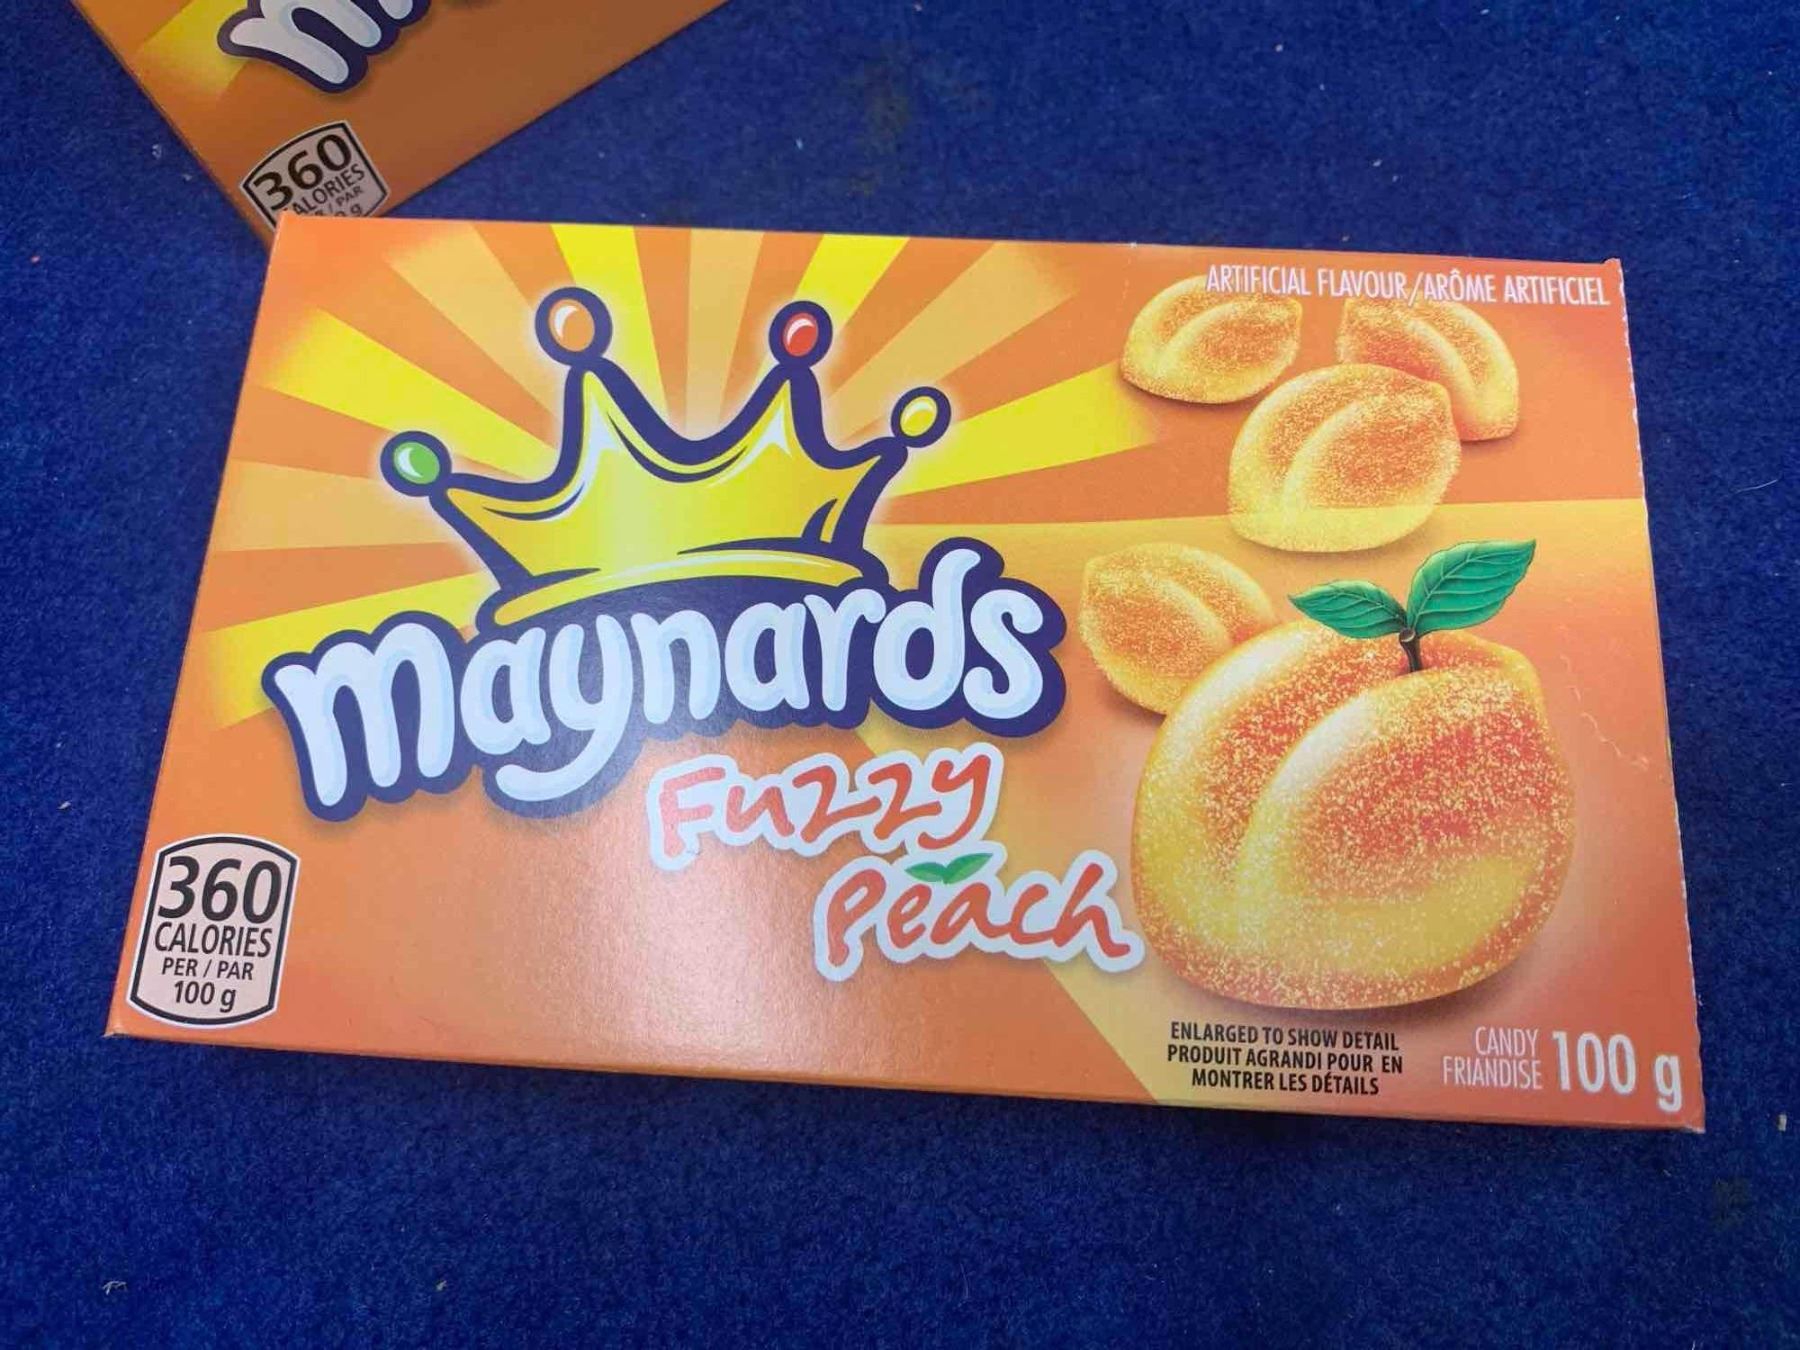 360
CALORIES
maynards
Fuzzy
Peach
ARTIFICIAL FLAVOUR/ARÔME ARTIFICIEL
360
CALORIES
PER / PAR
100 g
ENLARGED TO SHOW DETAIL
PRODUIT AGRANDI POUR EN
MONTRER LES DÉTAILS
CANDY
FRIANDISE
100 g